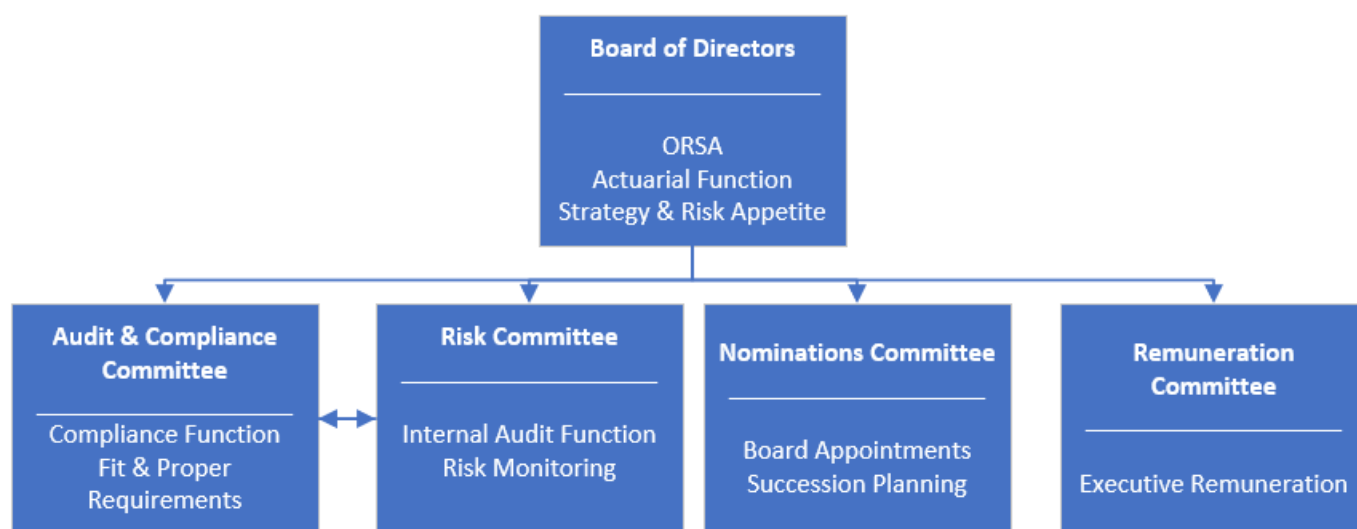 Board of Directors
ORSA
Actuarial Function
Strategy & Risk Appetite
Audit & Compliance
Committee
Compliance Function
Fit & Proper
Requirements
Risk Committee
Internal Audit Function
Risk Monitoring
Nominations Committee
Board Appointments
Succession Planning
Remuneration
Committee
Executive Remuneration